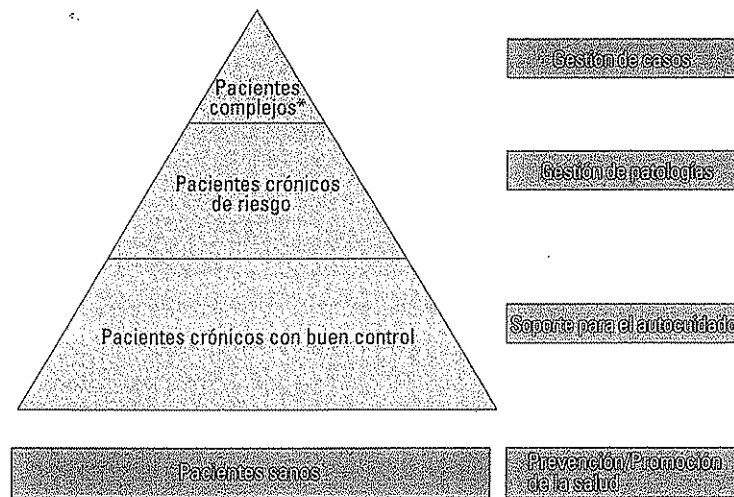 Pacientes
complejos*
Gestión de casos
Pacientes crónicos
de riesgo
Gestión de patologías
Pacientes crónicos con buen control
Soporte para el autocuidado
Pacientes sanos
Prevención/Promoción
de la salud